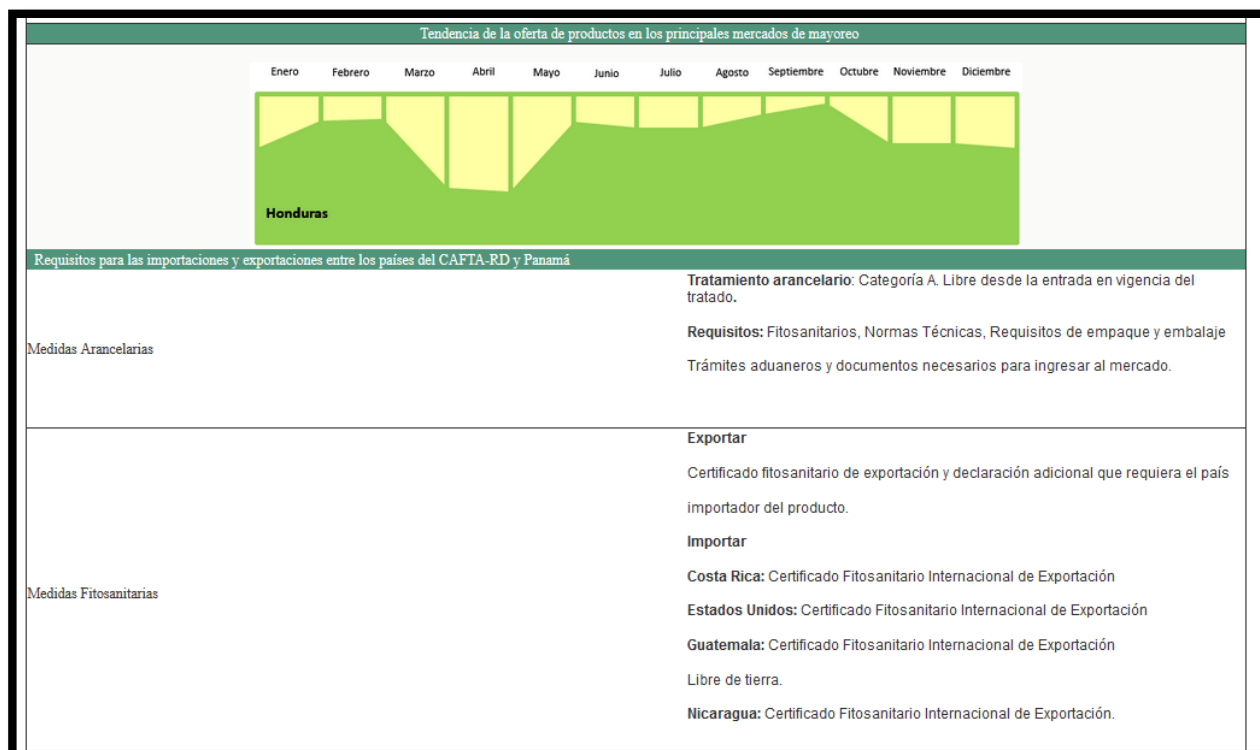 Tendencia de la oferta de productos en los principales mercados de mayoreo
Enero Febrero Marzo Abril Mayo Junio Julio Agosto Septiembre Octubre Noviembre Diciembre
Honduras
Requisitos para las importaciones y exportaciones entre los países del CAFTA-RD y Panamá
Medidas Arancelarias
Tratamiento arancelario: Categoría A. Libre desde la entrada en vigencia del
tratado.
Requisitos: Fitosanitarios, Normas Técnicas, Requisitos de empaque y embalaje
Trámites aduaneros y documentos necesarios para ingresar al mercado.
Medidas Fitosanitarias
Exportar
Certificado fitosanitario de exportación y declaración adicional que requiera el país
importador del producto.
Importar
Costa Rica: Certificado Fitosanitario Internacional de Exportación
Estados Unidos: Certificado Fitosanitario Internacional de Exportación
Guatemala: Certificado Fitosanitario Internacional de Exportación
Libre de tierra.
Nicaragua: Certificado Fitosanitario Internacional de Exportación.